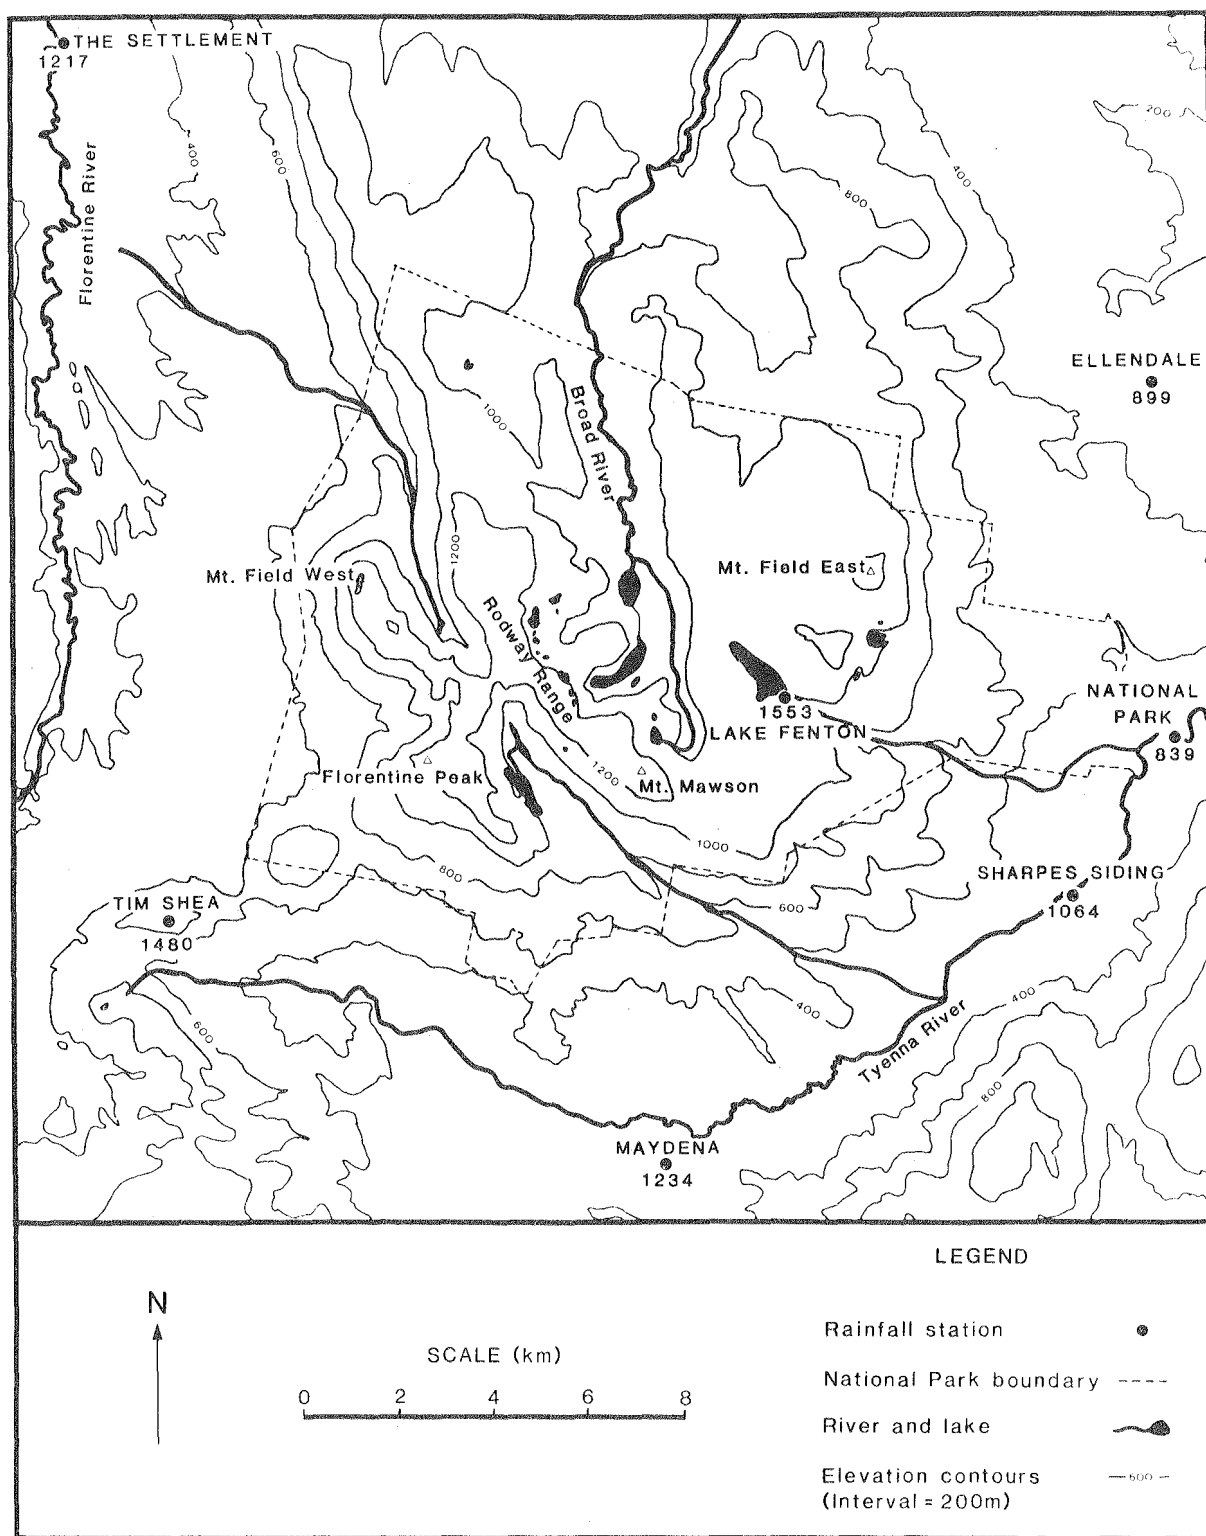 THE SETTLEMENT
1217
Florentine River
400
600
200
400
800
ELLENDALE
899
1000
Broad River
1200
Mt. Field West
Mt. Field East
Rodway Range
1553
LAKE FENTON
NATIONAL
PARK
839
Florentine Peak
1200
Mt. Mawson
1000
800
SHARPES SIDING
1064
TIM SHEA
1480
600
600
400
400
Tyenna River
800
MAYDENA
1234
LEGEND
N
Rainfall station
SCALE (km)
National Park boundary
0 2 4 6 8
River and lake
Elevation contours
600
(Interval = 200m)